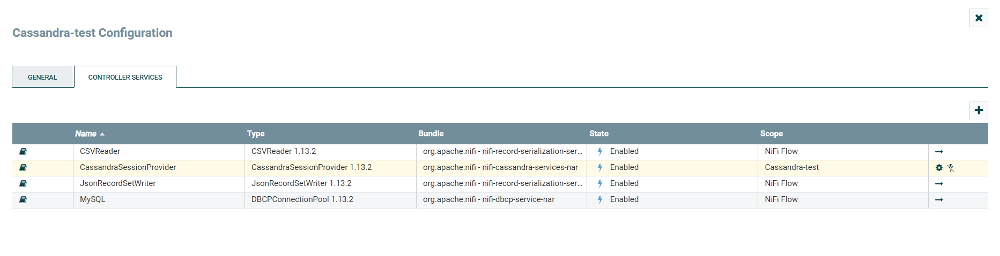 Cassandra-test Configuration
GENERAL CONTROLLER SERVICES
Name Type Bundle State Scope
CSVReader CSVReader 1.13.2 org.apache.nifi - nifi-record-serialization-ser... Enabled NiFi Flow
CassandraSessionProvider CassandraSessionProvider 1.13.2 org.apache.nifi - nifi-cassandra-services-nar Enabled Cassandra-test
JsonRecordSetWriter JsonRecordSetWriter 1.13.2 org.apache.nifi - nifi-record-serialization-ser... Enabled NiFi Flow
MySQL DBCPConnectionPool 1.13.2 org.apache.nifi - nifi-dbcp-service-nar Enabled NiFi Flow